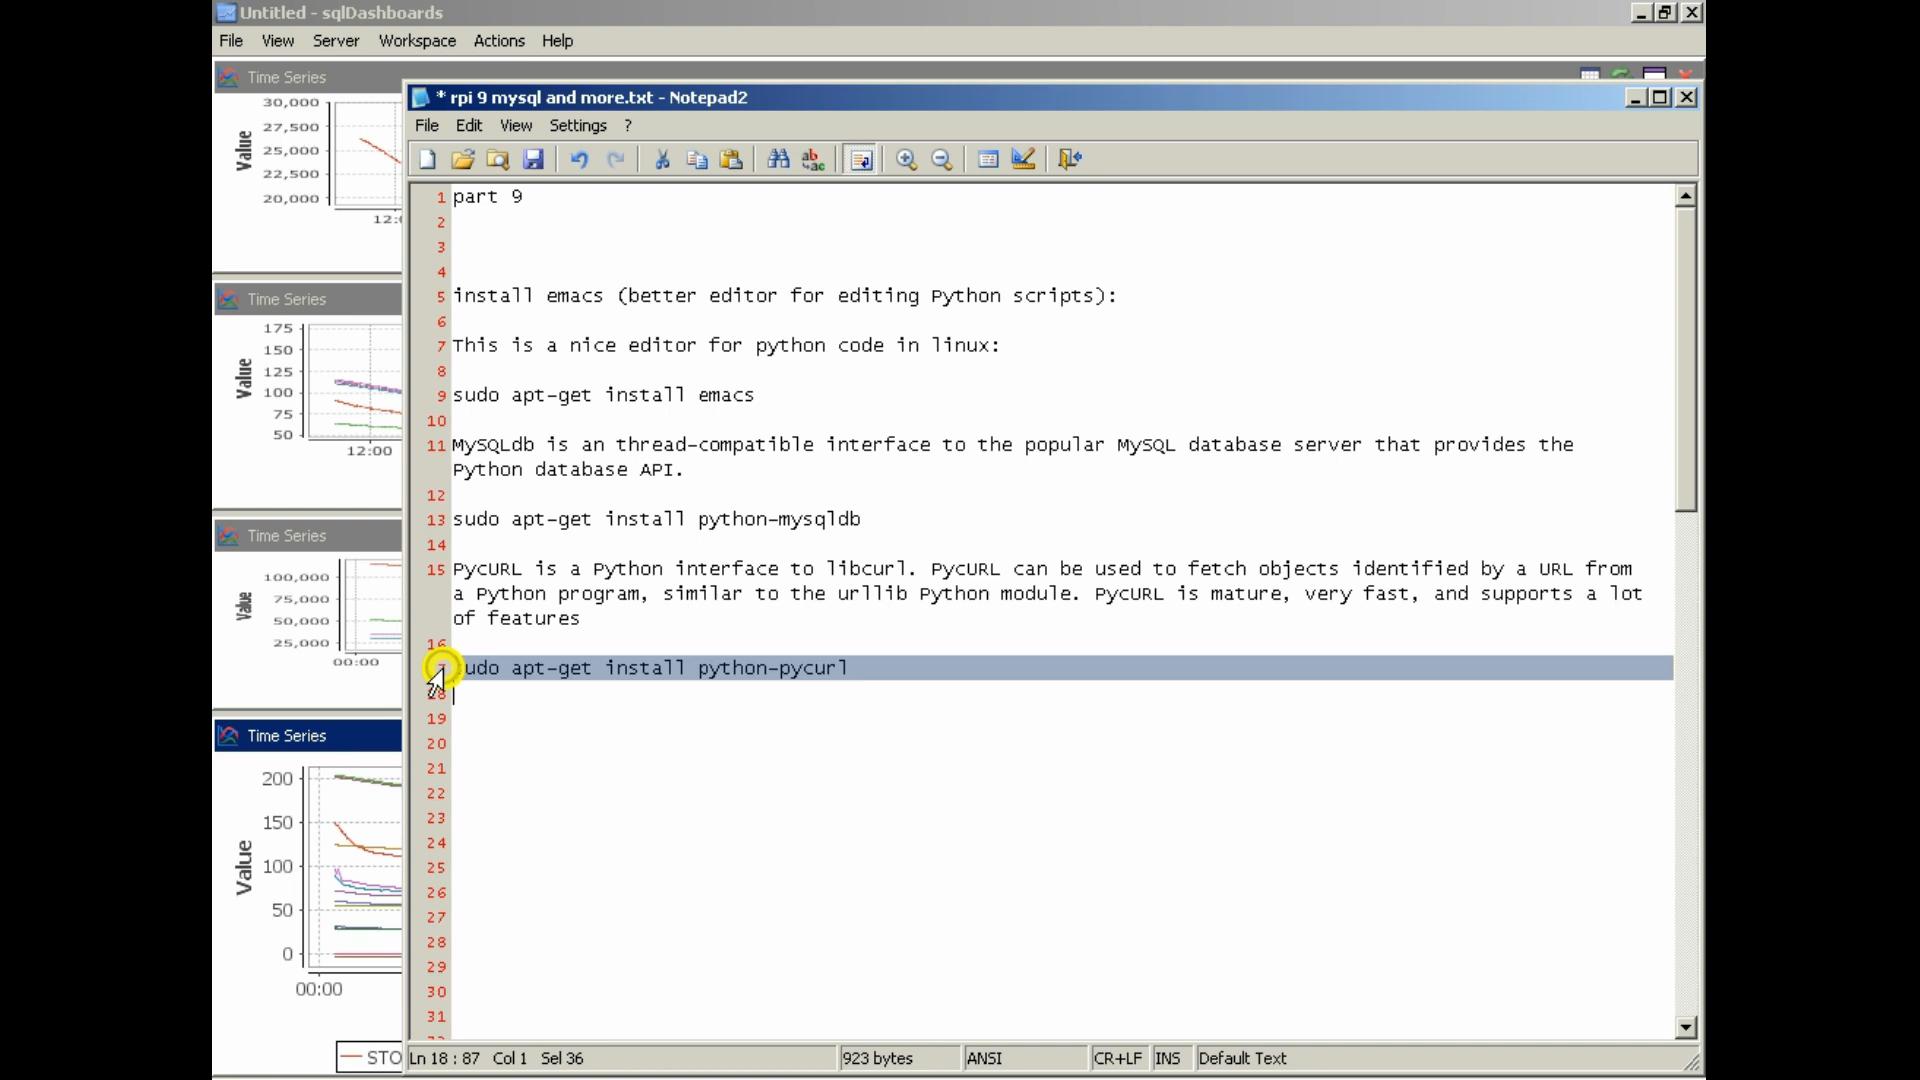 Untitled - sqlDashboards
File View Server Workspace Actions Help
Time Series
30,000
27,500
25,000
22,500
20,000
Value
Time Series
175
150
125
100
75
50
Value
12:00
Time Series
100,000
75,000
50,000
25,000
Value
00:00
Time Series
200
150
100
50
0
Value
00:00
* rpi 9 mysql and more.txt - Notepad2
File Edit View Settings ?
1 part 9
2
3
4
5 install emacs (better editor for editing Python scripts):
6
7 This is a nice editor for python code in linux:
8
9 sudo apt-get install emacs
10
11 MySQLdb is an thread-compatible interface to the popular MySQL database server that provides the
Python database API.
12
13 sudo apt-get install python-mysqldb
14
15 PycURL is a Python interface to libcurl. PycURL can be used to fetch objects identified by a URL from
a Python program, similar to the urllib Python module. PycURL is mature, very fast, and supports a lot
of features
16
sudo apt-get install python-pycurl
18
19
20
21
22
23
24
25
26
27
28
29
30
31
Ln 18 : 87 Col 1 Sel 36 923 bytes ANSI CR+LF INS Default Text